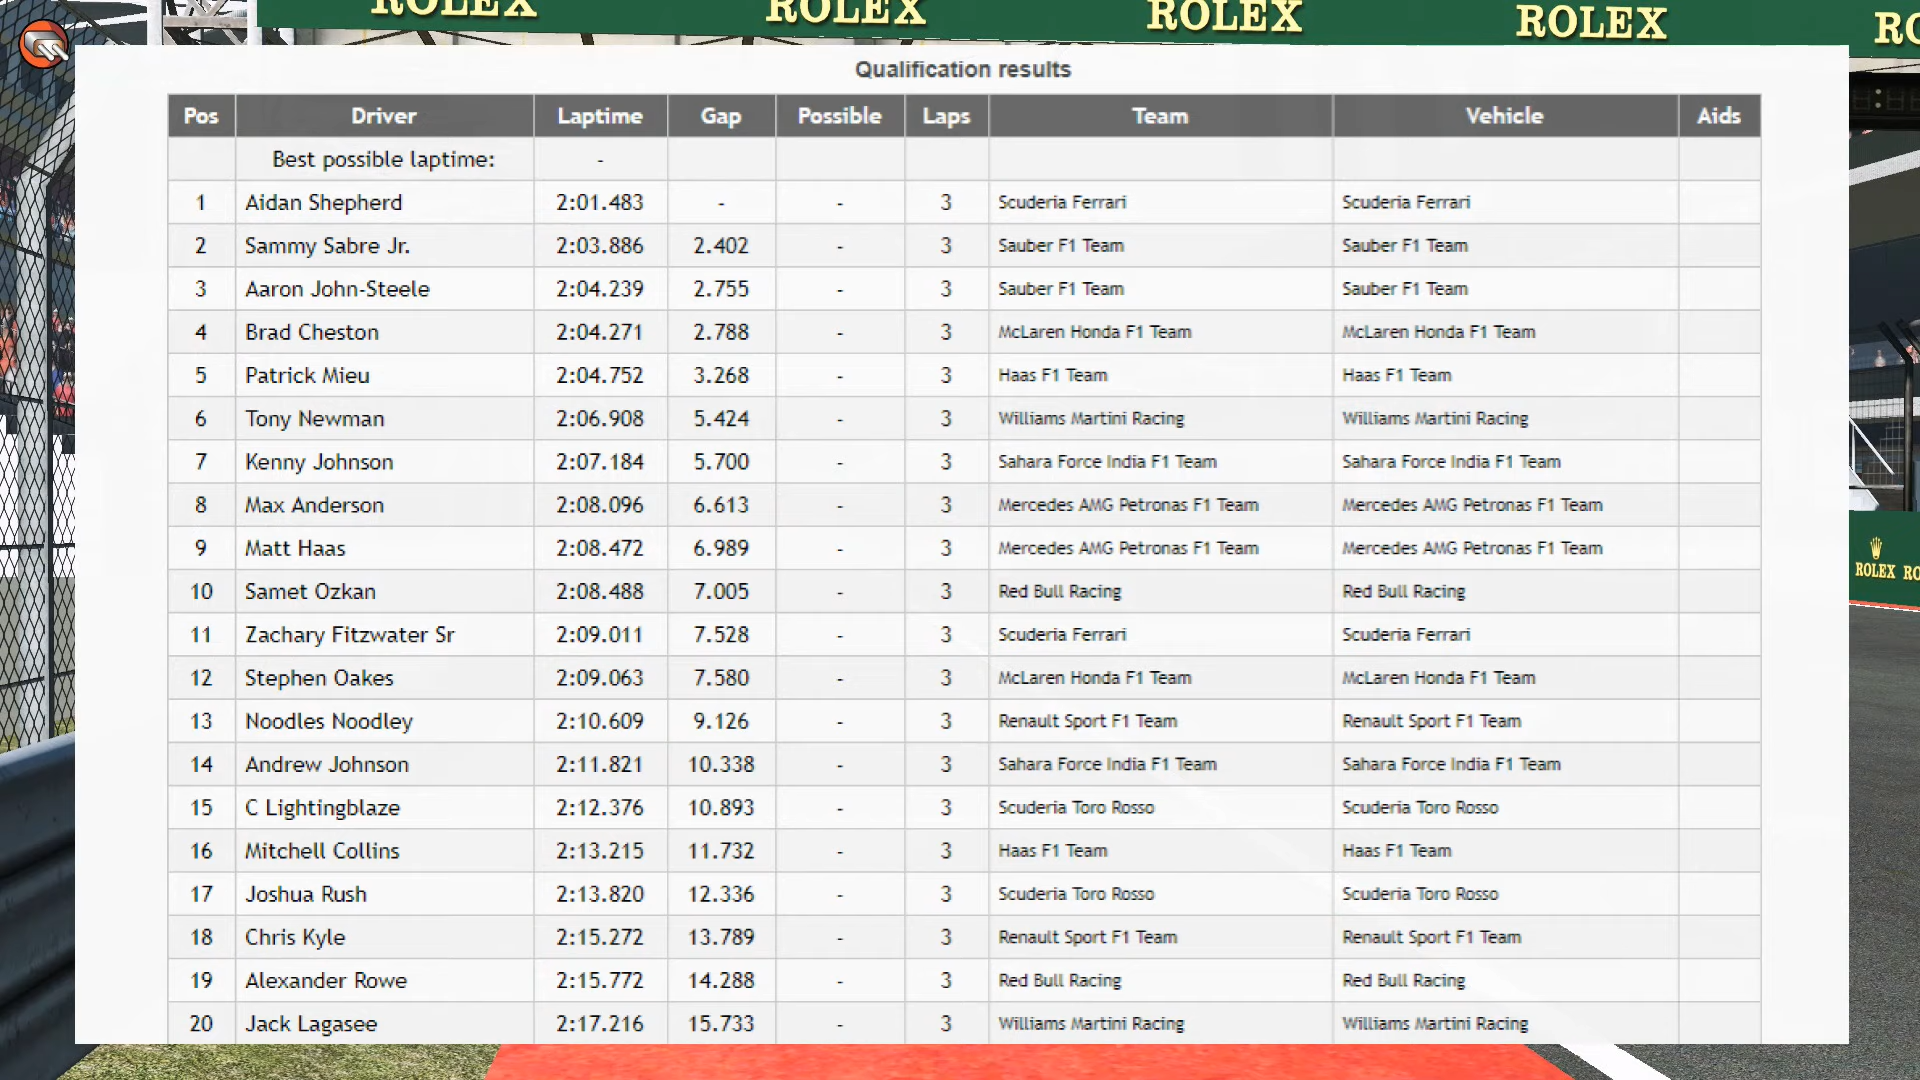 ROLEX ROLEX ROLEX ROLEX
Qualification results
Pos Driver Laptime Gap Possible Laps Team Vehicle Aids
Best possible laptime: -
1 Aidan Shepherd 2:01.483 - - 3 Scuderia Ferrari Scuderia Ferrari
2 Sammy Sabre Jr. 2:03.886 2.402 - 3 Sauber F1 Team Sauber F1 Team
3 Aaron John-Steele 2:04.239 2.755 - 3 Sauber F1 Team Sauber F1 Team
4 Brad Cheston 2:04.271 2.788 - 3 McLaren Honda F1 Team McLaren Honda F1 Team
5 Patrick Mieu 2:04.752 3.268 - 3 Haas F1 Team Haas F1 Team
6 Tony Newman 2:06.908 5.424 - 3 Williams Martini Racing Williams Martini Racing
7 Kenny Johnson 2:07.184 5.700 - 3 Sahara Force India F1 Team Sahara Force India F1 Team
8 Max Anderson 2:08.096 6.613 - 3 Mercedes AMG Petronas F1 Team Mercedes AMG Petronas F1 Team
9 Matt Haas 2:08.472 6.989 - 3 Mercedes AMG Petronas F1 Team Mercedes AMG Petronas F1 Team
10 Samet Ozkan 2:08.488 7.005 - 3 Red Bull Racing Red Bull Racing
ROLEX RO
11 Zachary Fitzwater Sr 2:09.011 7.528 - 3 Scuderia Ferrari Scuderia Ferrari
12 Stephen Oakes 2:09.063 7.580 - 3 McLaren Honda F1 Team McLaren Honda F1 Team
13 Noodles Noodley 2:10.609 9.126 - 3 Renault Sport F1 Team Renault Sport F1 Team
14 Andrew Johnson 2:11.821 10.338 - 3 Sahara Force India F1 Team Sahara Force India F1 Team
15 C Lightingblaze 2:12.376 10.893 - 3 Scuderia Toro Rosso Scuderia Toro Rosso
16 Mitchell Collins 2:13.215 11.732 - 3 Haas F1 Team Haas F1 Team
17 Joshua Rush 2:13.820 12.336 - 3 Scuderia Toro Rosso Scuderia Toro Rosso
18 Chris Kyle 2:15.272 13.789 - 3 Renault Sport F1 Team Renault Sport F1 Team
19 Alexander Rowe 2:15.772 14.288 - 3 Red Bull Racing Red Bull Racing
20 Jack Lagasee 2:17.216 15.733 - 3 Williams Martini Racing Williams Martini Racing